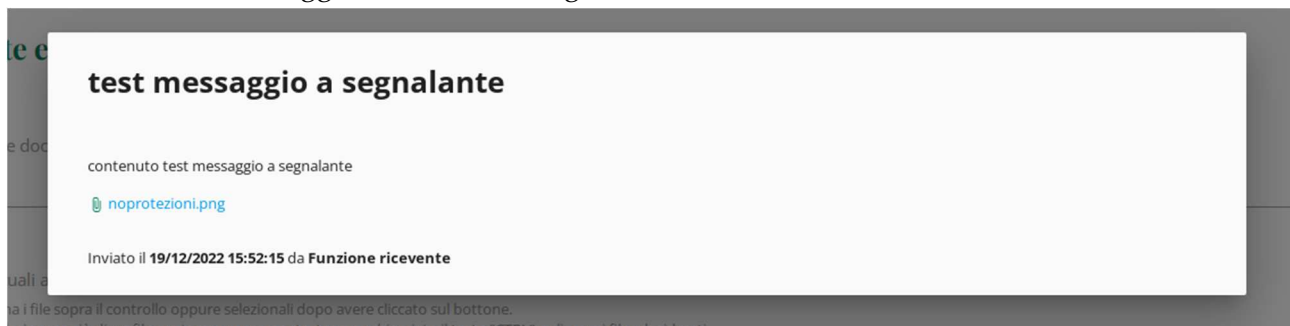 te e
test messaggio a segnalante
e doc
contenuto test messaggio a segnalante
noprotezioni.png
Inviato il 19/12/2022 15:52:15 da Funzione ricevente
uali a
na i file sopra il controllo oppure selezionali dopo avere cliccato sul bottone.